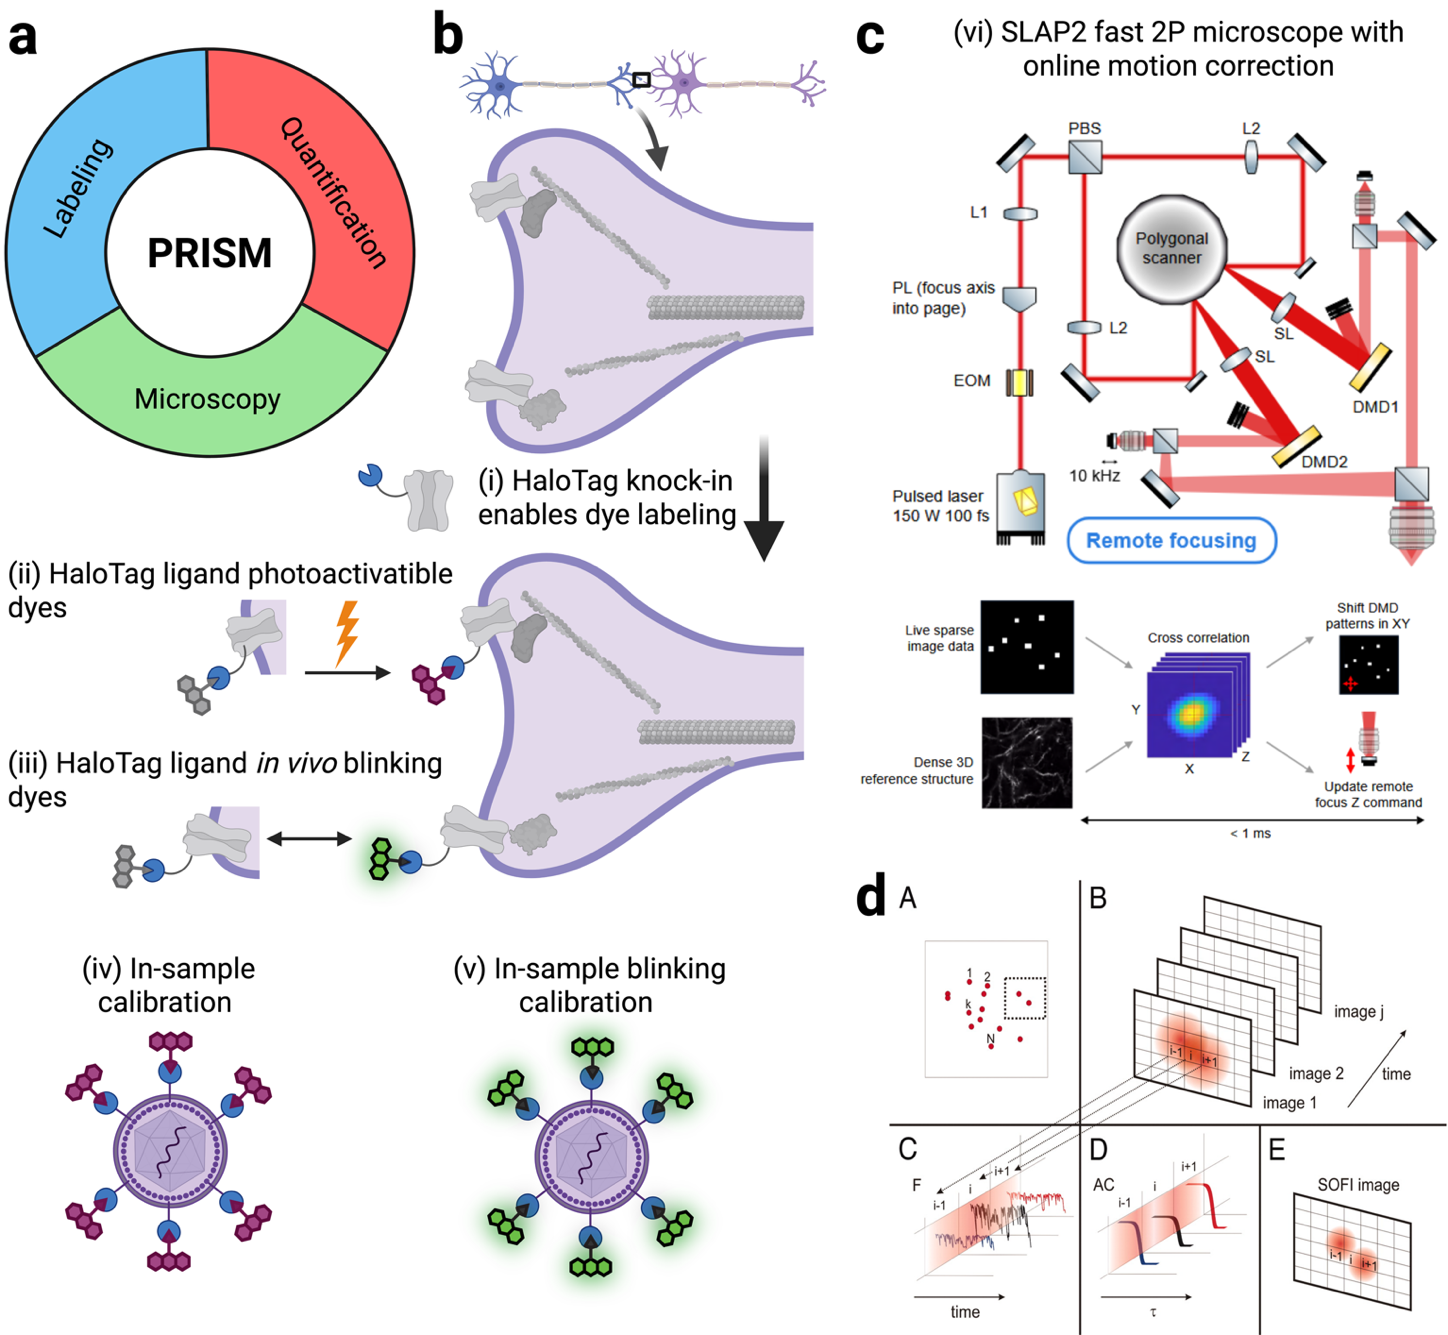 a
Labeling
Quantification
PRISM
Microscopy
b
(i) HaloTag knock-in
enables dye labeling
(ii) HaloTag ligand photoactivatible
dyes
(iii) HaloTag ligand in vivo blinking
dyes
(iv) In-sample
calibration
(v) In-sample blinking
calibration
c
(vi) SLAP2 fast 2P microscope with
online motion correction
PBS
L2
L1
Polygonal
scanner
PL (focus axis
into page)
L2
SL
SL
EOM
DMD1
DMD2
10 kHz
Pulsed laser
150 W 100 fs
Remote focusing
Live sparse
image data
Cross correlation
Shift DMD
patterns in XY
Y
X
Z
Dense 3D
reference structure
Update remote
focus Z command
< 1 ms
d
A
1
2
k
N
B
i-1 i i+1
image j
image 2
image 1
time
C
F
i-1
i
i+1
time
D
AC
i-1
i
i+1
τ
E
SOFI image
i-1 i i+1